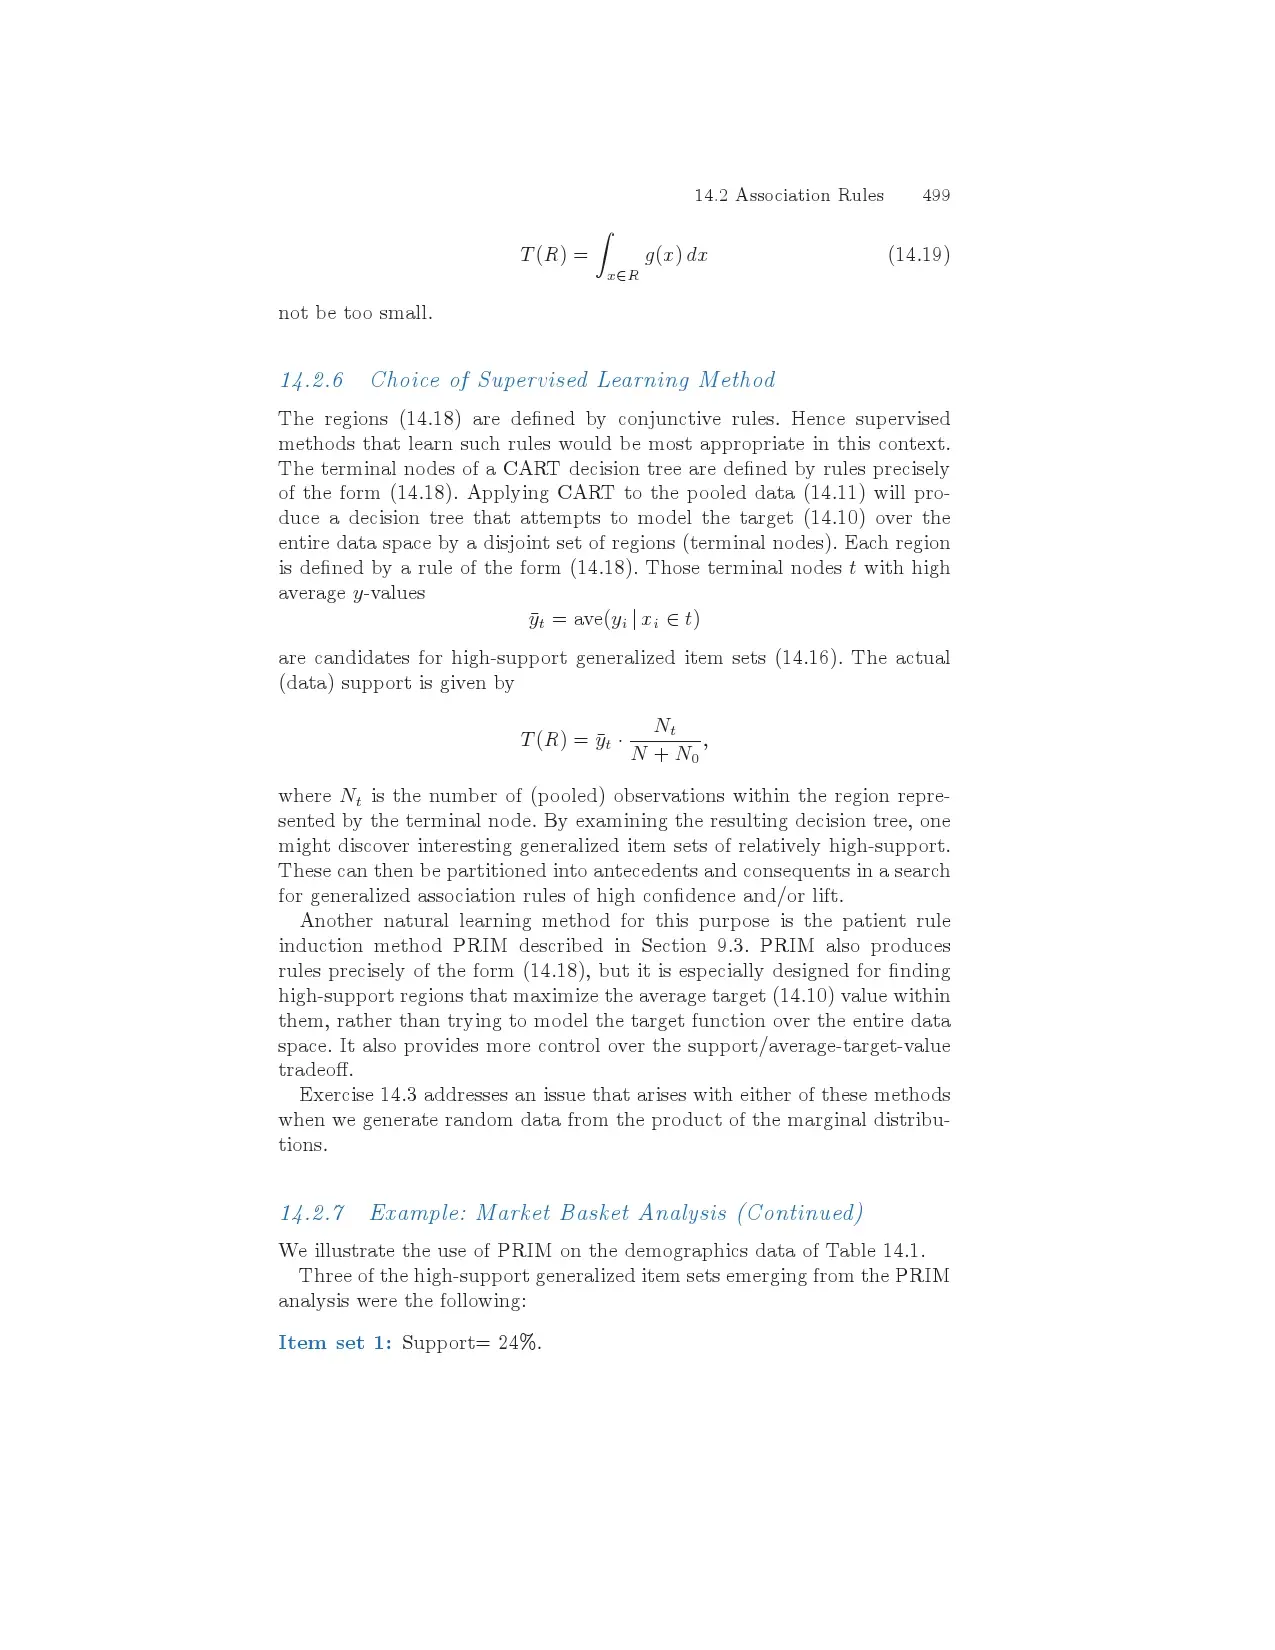 14.2 Association Rules 499
T(R) = ∫_{x∈R} g(x) dx (14.19)
not be too small.
14.2.6 Choice of Supervised Learning Method
The regions (14.18) are defined by conjunctive rules. Hence supervised
methods that learn such rules would be most appropriate in this context.
The terminal nodes of a CART decision tree are defined by rules precisely
of the form (14.18). Applying CART to the pooled data (14.11) will pro-
duce a decision tree that attempts to model the target (14.10) over the
entire data space by a disjoint set of regions (terminal nodes). Each region
is defined by a rule of the form (14.18). Those terminal nodes t with high
average y-values
ȳ_t = ave(y_i | x_i ∈ t)
are candidates for high-support generalized item sets (14.16). The actual
(data) support is given by
T(R) = ȳ_t · N_t / (N + N_0),
where N_t is the number of (pooled) observations within the region repre-
sented by the terminal node. By examining the resulting decision tree, one
might discover interesting generalized item sets of relatively high-support.
These can then be partitioned into antecedents and consequents in a search
for generalized association rules of high confidence and/or lift.
Another natural learning method for this purpose is the patient rule
induction method PRIM described in Section 9.3. PRIM also produces
rules precisely of the form (14.18), but it is especially designed for finding
high-support regions that maximize the average target (14.10) value within
them, rather than trying to model the target function over the entire data
space. It also provides more control over the support/average-target-value
tradeoff.
Exercise 14.3 addresses an issue that arises with either of these methods
when we generate random data from the product of the marginal distribu-
tions.
14.2.7 Example: Market Basket Analysis (Continued)
We illustrate the use of PRIM on the demographics data of Table 14.1.
Three of the high-support generalized item sets emerging from the PRIM
analysis were the following:
Item set 1: Support= 24%.